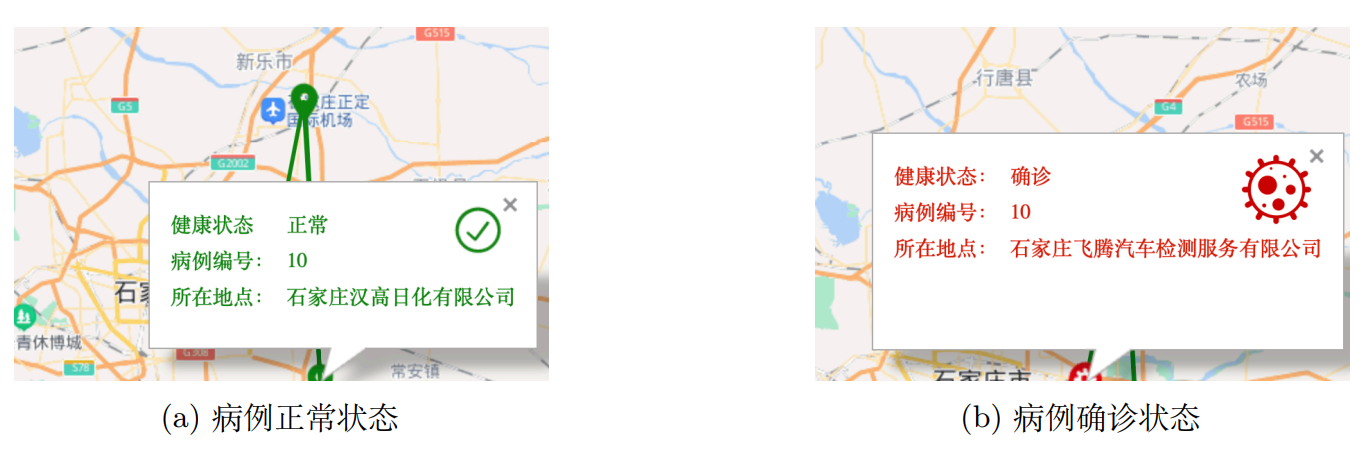 G515
新乐市
G5
庄正定
国际机场
G2002
健康状态 正常
病例编号： 10
所在地点： 石家庄汉高日化有限公司
石家
青休博城
G308
S78
常安镇
(a) 病例正常状态
行唐县
农场
G4
G515
健康状态： 确诊
病例编号： 10
所在地点： 石家庄飞腾汽车检测服务有限公司
石家庄市
(b) 病例确诊状态